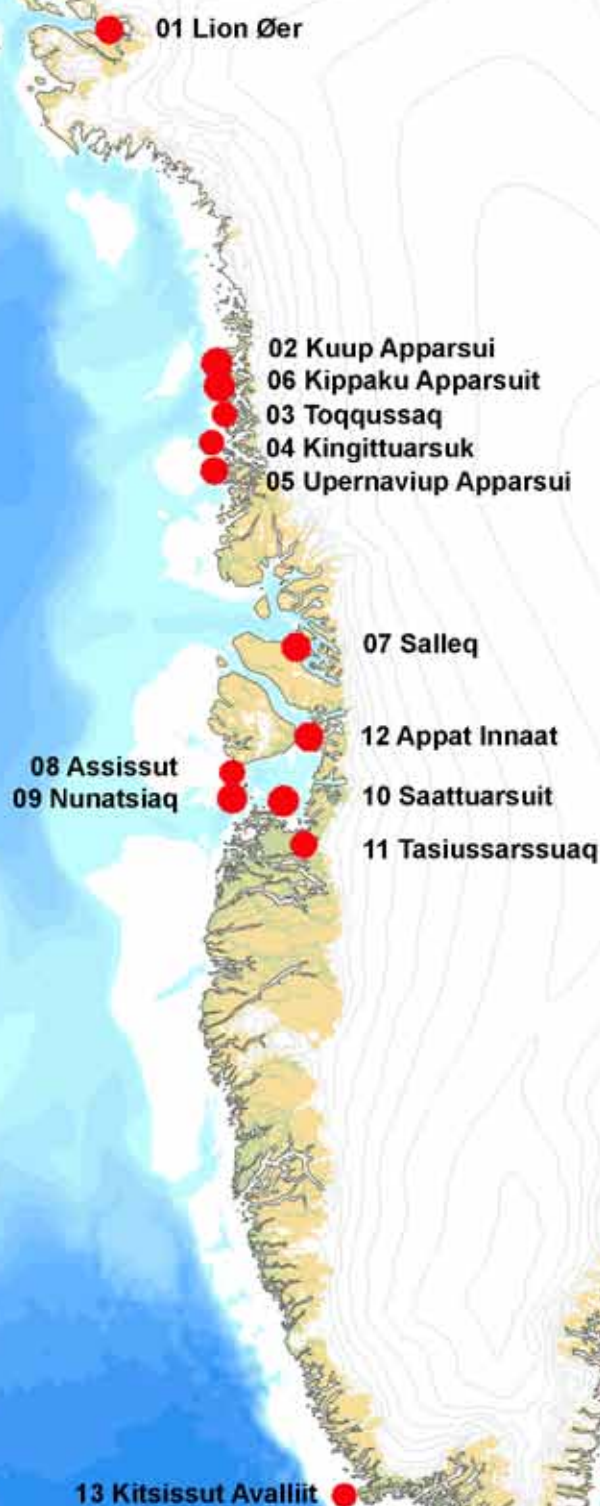 01 Lion Øer
02 Kuup Apparsui
06 Kippaku Apparsuit
03 Toqqussaq
04 Kingittuarsuk
05 Upernaviup Apparsui
07 Salleq
12 Appat Innaat
08 Assissut
09 Nunatsiaq
10 Saattuarsuit
11 Tasiussarssuaq
13 Kitsissut Avalliit